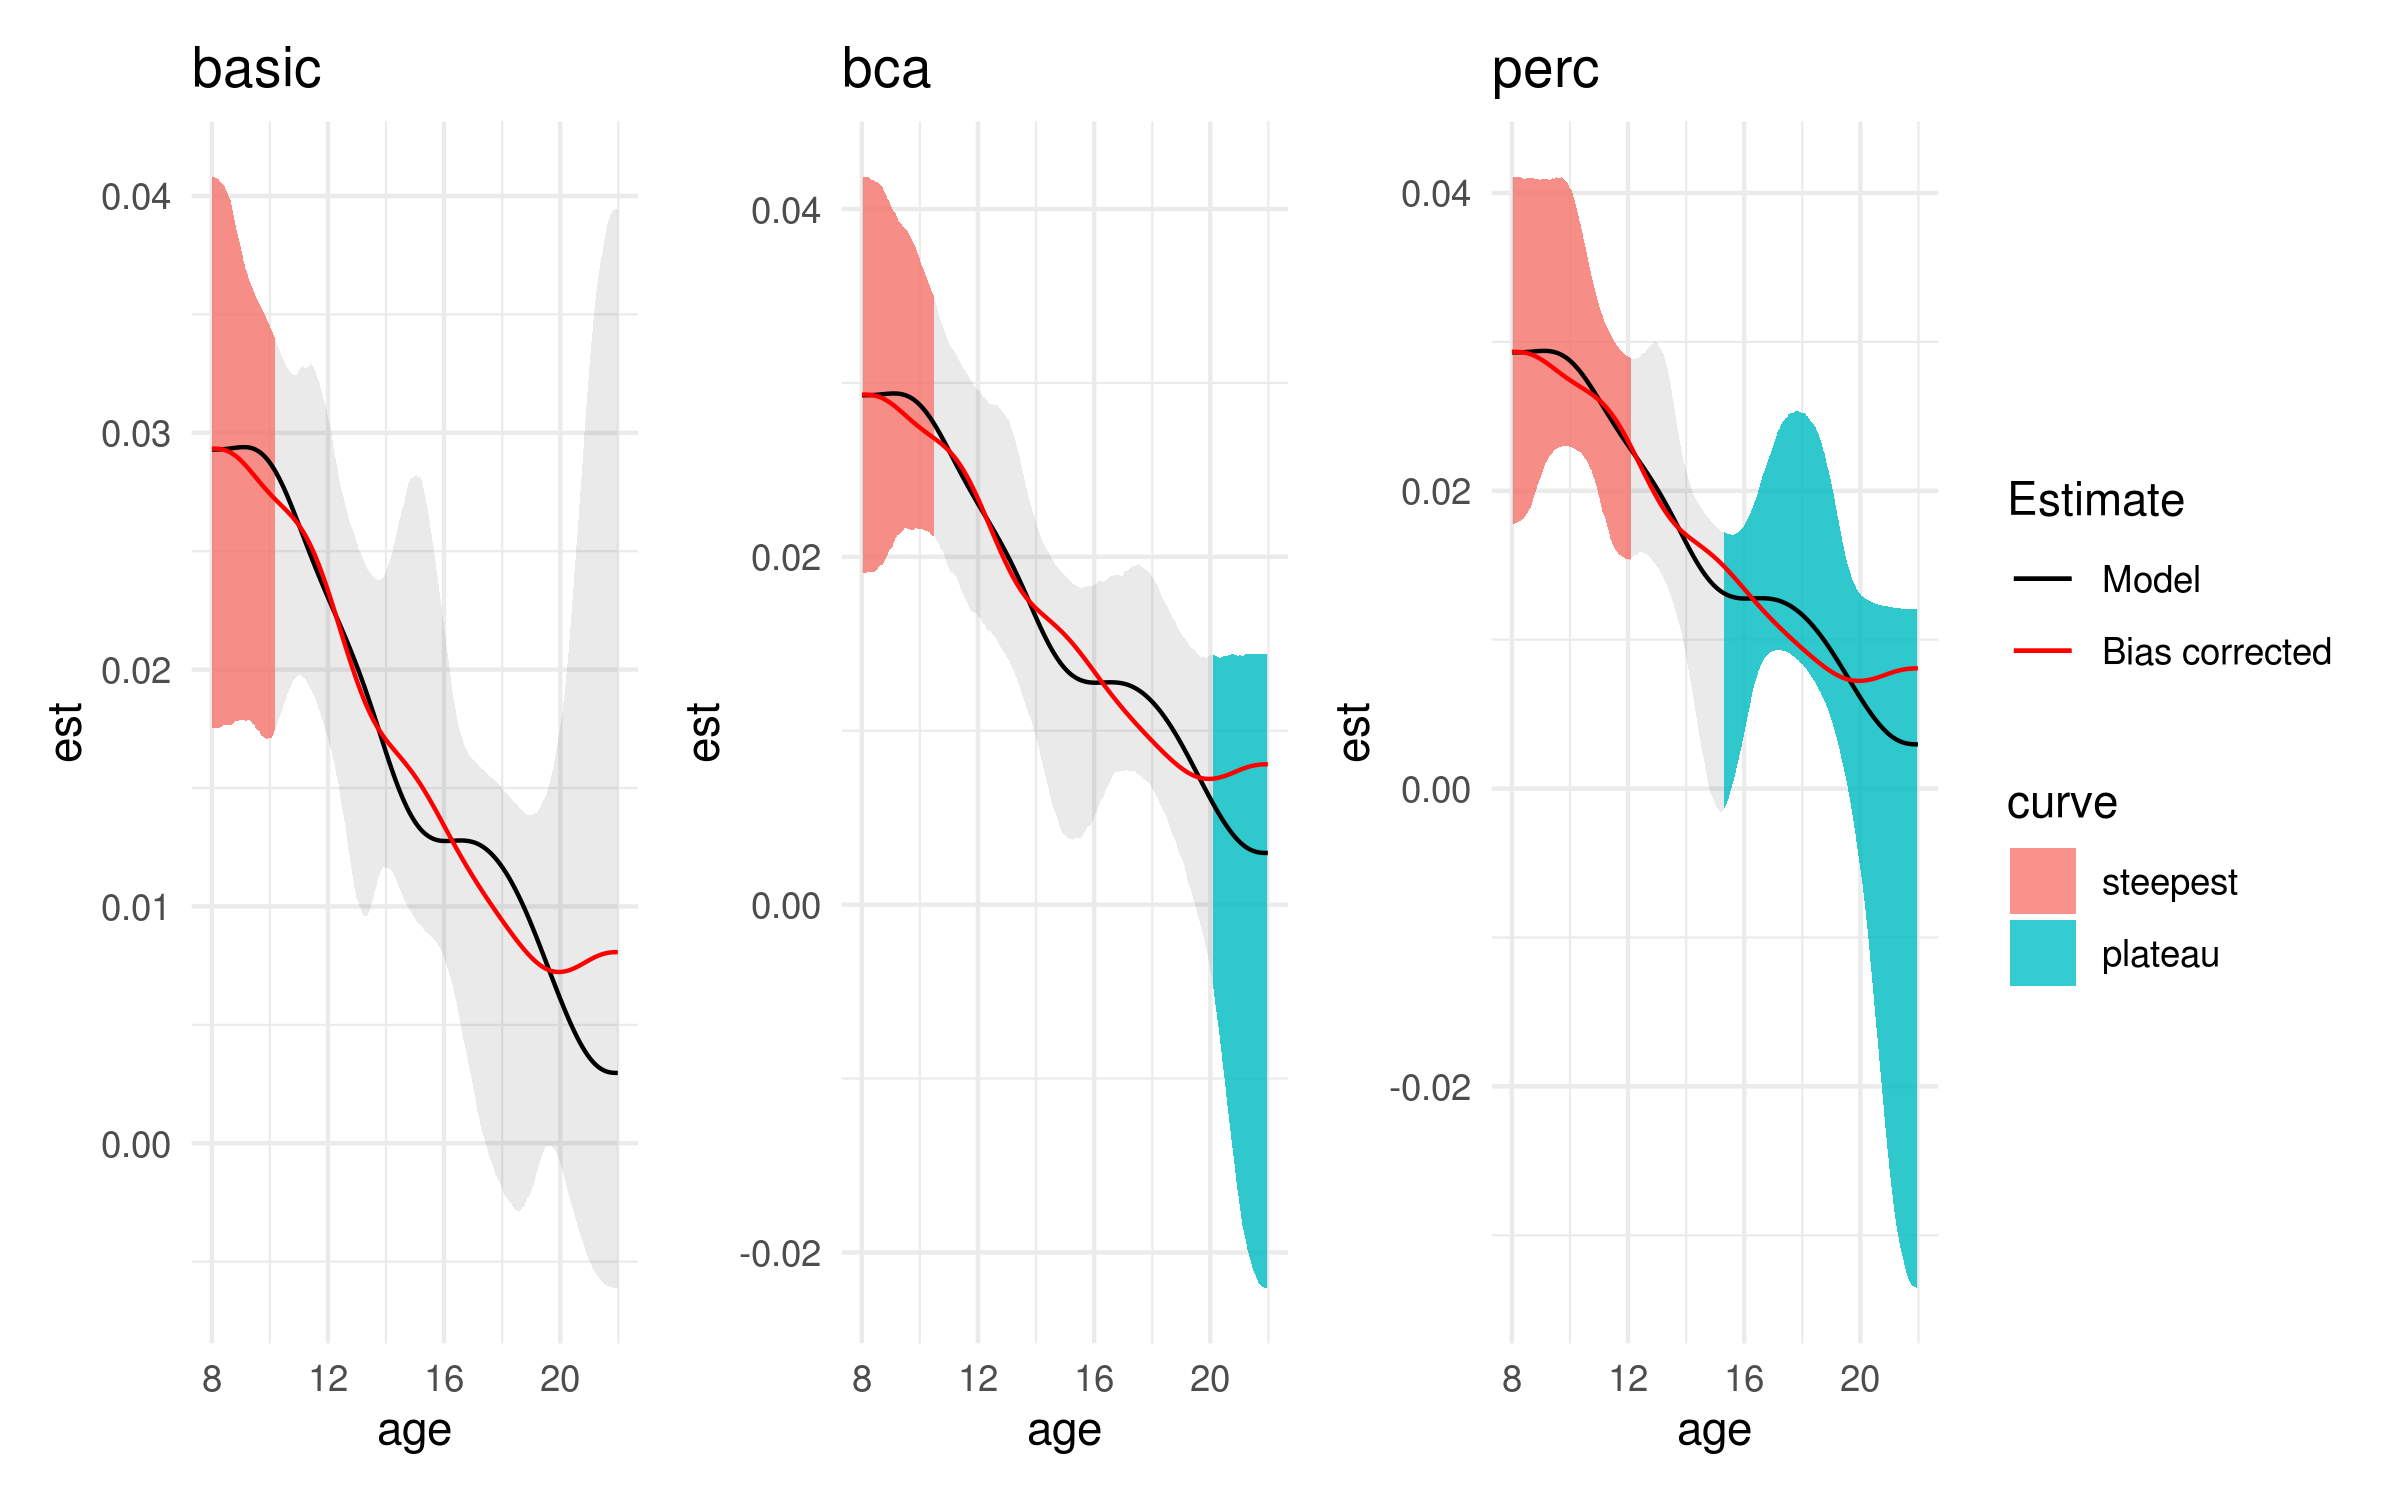 basic
0.04
0.03
0.02
0.01
0.00
est
8 12 16 20
age
bca
0.04
0.02
0.00
-0.02
est
8 12 16 20
age
perc
0.04
0.02
0.00
-0.02
est
8 12 16 20
age
Estimate
Model
Bias corrected
curve
steepest
plateau